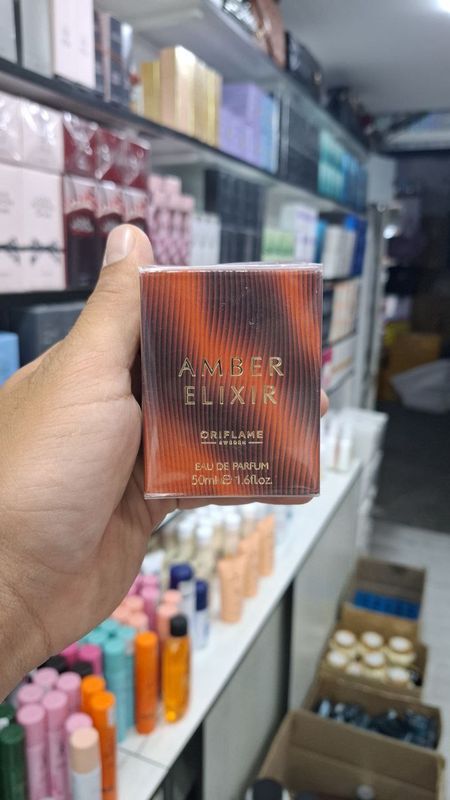 AMBER
ELIXIR
ORIFLAME
SWEDEN
EAU DE PARFUM
50ml ℮ 1.6fl.oz.